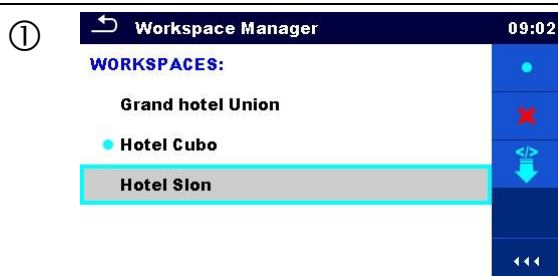 ①
Workspace Manager 09:02
WORKSPACES:
Grand hotel Union
Hotel Cubo
Hotel Slon